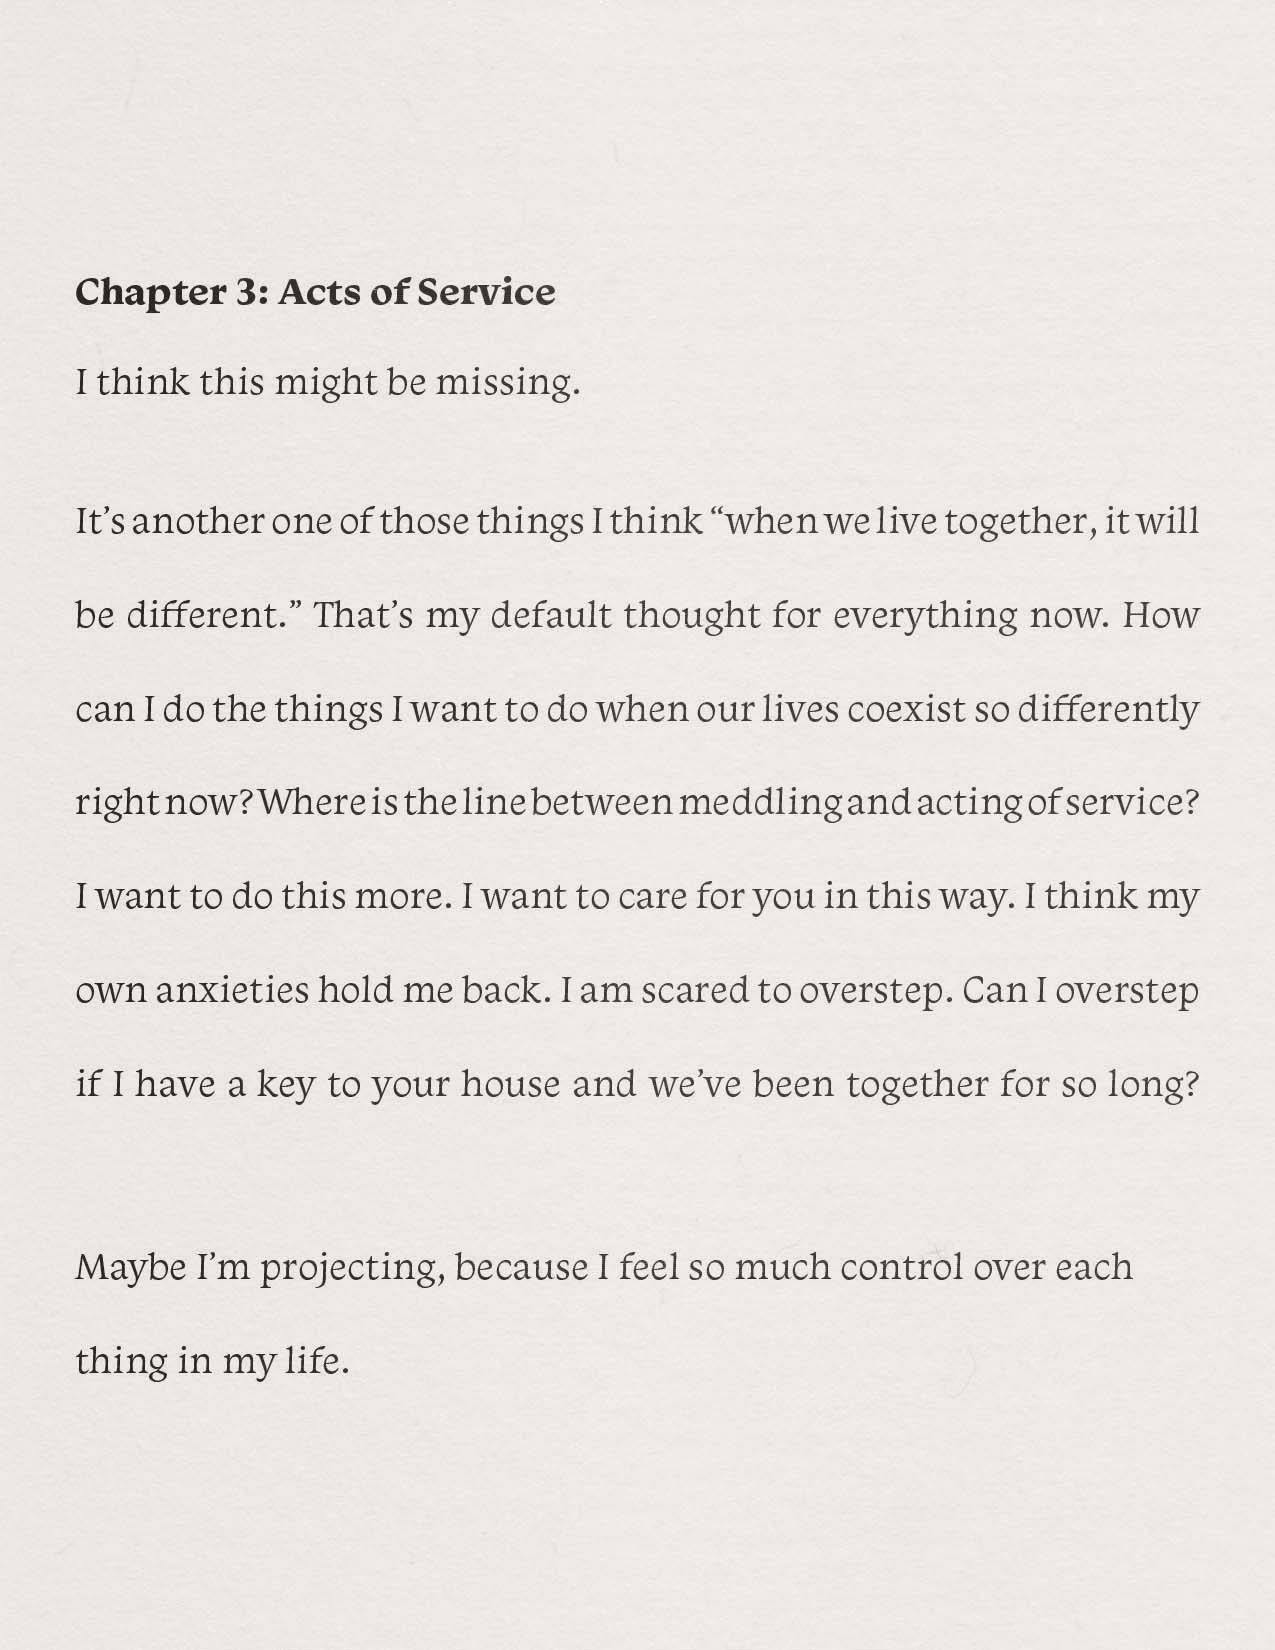 Chapter 3: Acts of Service
I think this might be missing.
It’s another one of those things I think “when we live together, it will
be different.” That’s my default thought for everything now. How
can I do the things I want to do when our lives coexist so differently
right now? Where is the line between meddling and acting of service?
I want to do this more. I want to care for you in this way. I think my
own anxieties hold me back. I am scared to overstep. Can I overstep
if I have a key to your house and we’ve been together for so long?
Maybe I’m projecting, because I feel so much control over each
thing in my life.